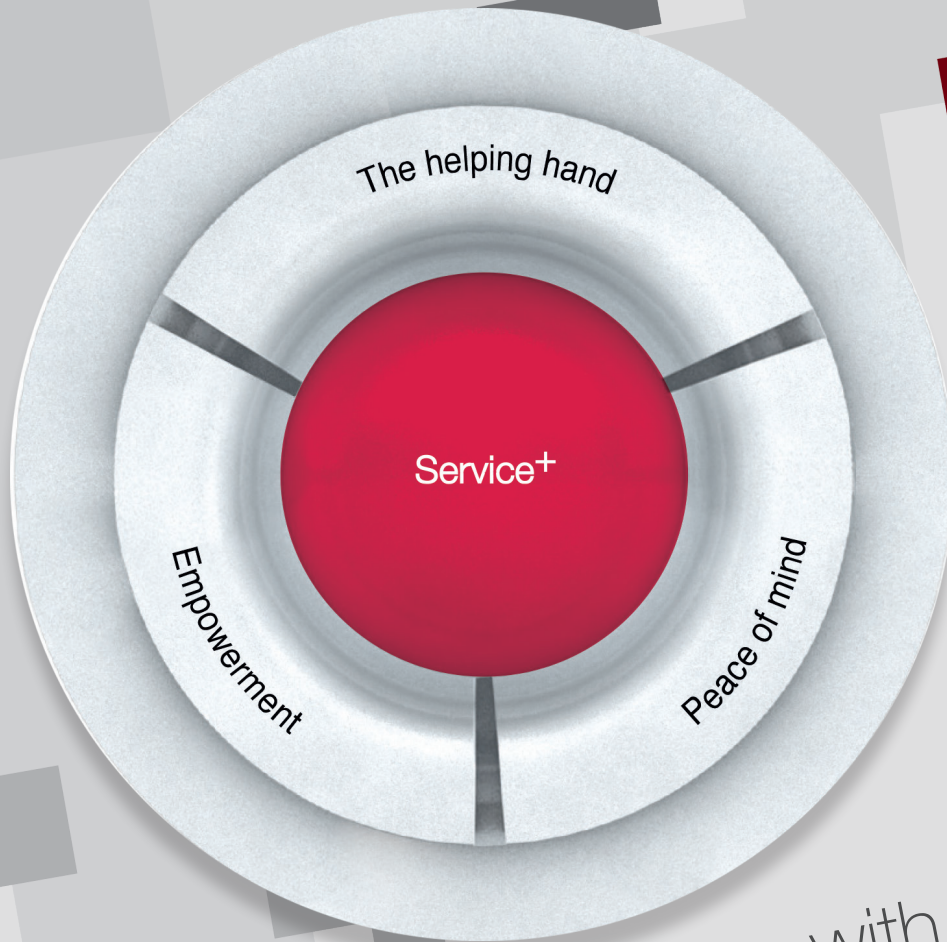 The helping hand
Service⁺
Empowerment
Peace of mind
with